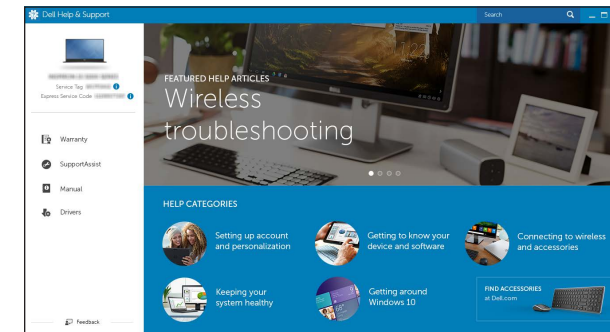 Dell Help & Support
Search
Service Tag
Express Service Code
Warranty
SupportAssist
Manual
Drivers
Feedback
FEATURED HELP ARTICLES
Wireless
troubleshooting
HELP CATEGORIES
Setting up account
and personalization
Getting to know your
device and software
Connecting to wireless
and accessories
Keeping your
system healthy
Getting around
Windows 10
FIND ACCESSORIES
at Dell.com